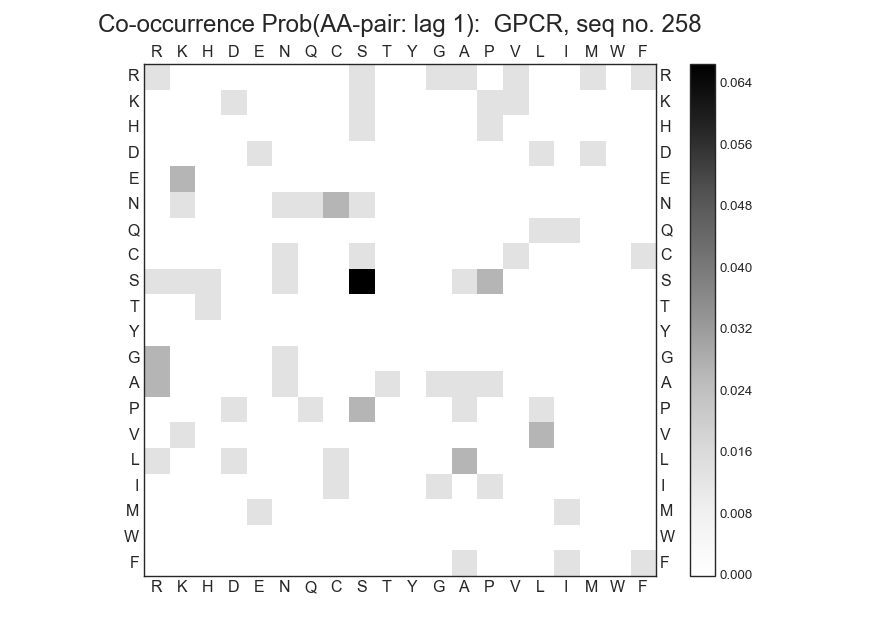 Co-occurrence Prob(AA-pair: lag 1):  GPCR, seq no. 258
R K H D E N Q C S T Y G A P V L I M W F
R R 0.064
K K
H H
D D 0.056
E E
N N 0.048
Q Q
C C 0.040
S S
T T
Y Y 0.032
G G
A A 0.024
P P
V V
L L 0.016
I I
M M 0.008
W W
F F 0.000
R K H D E N Q C S T Y G A P V L I M W F